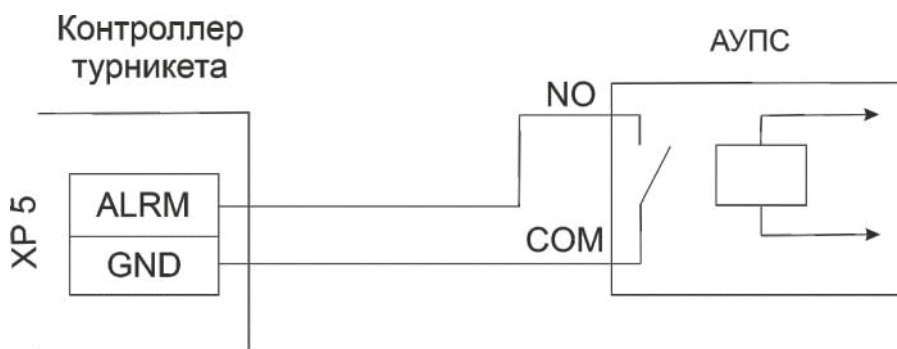 Контроллер
турникета
АУПС
NO
XP 5
ALRM
GND
COM